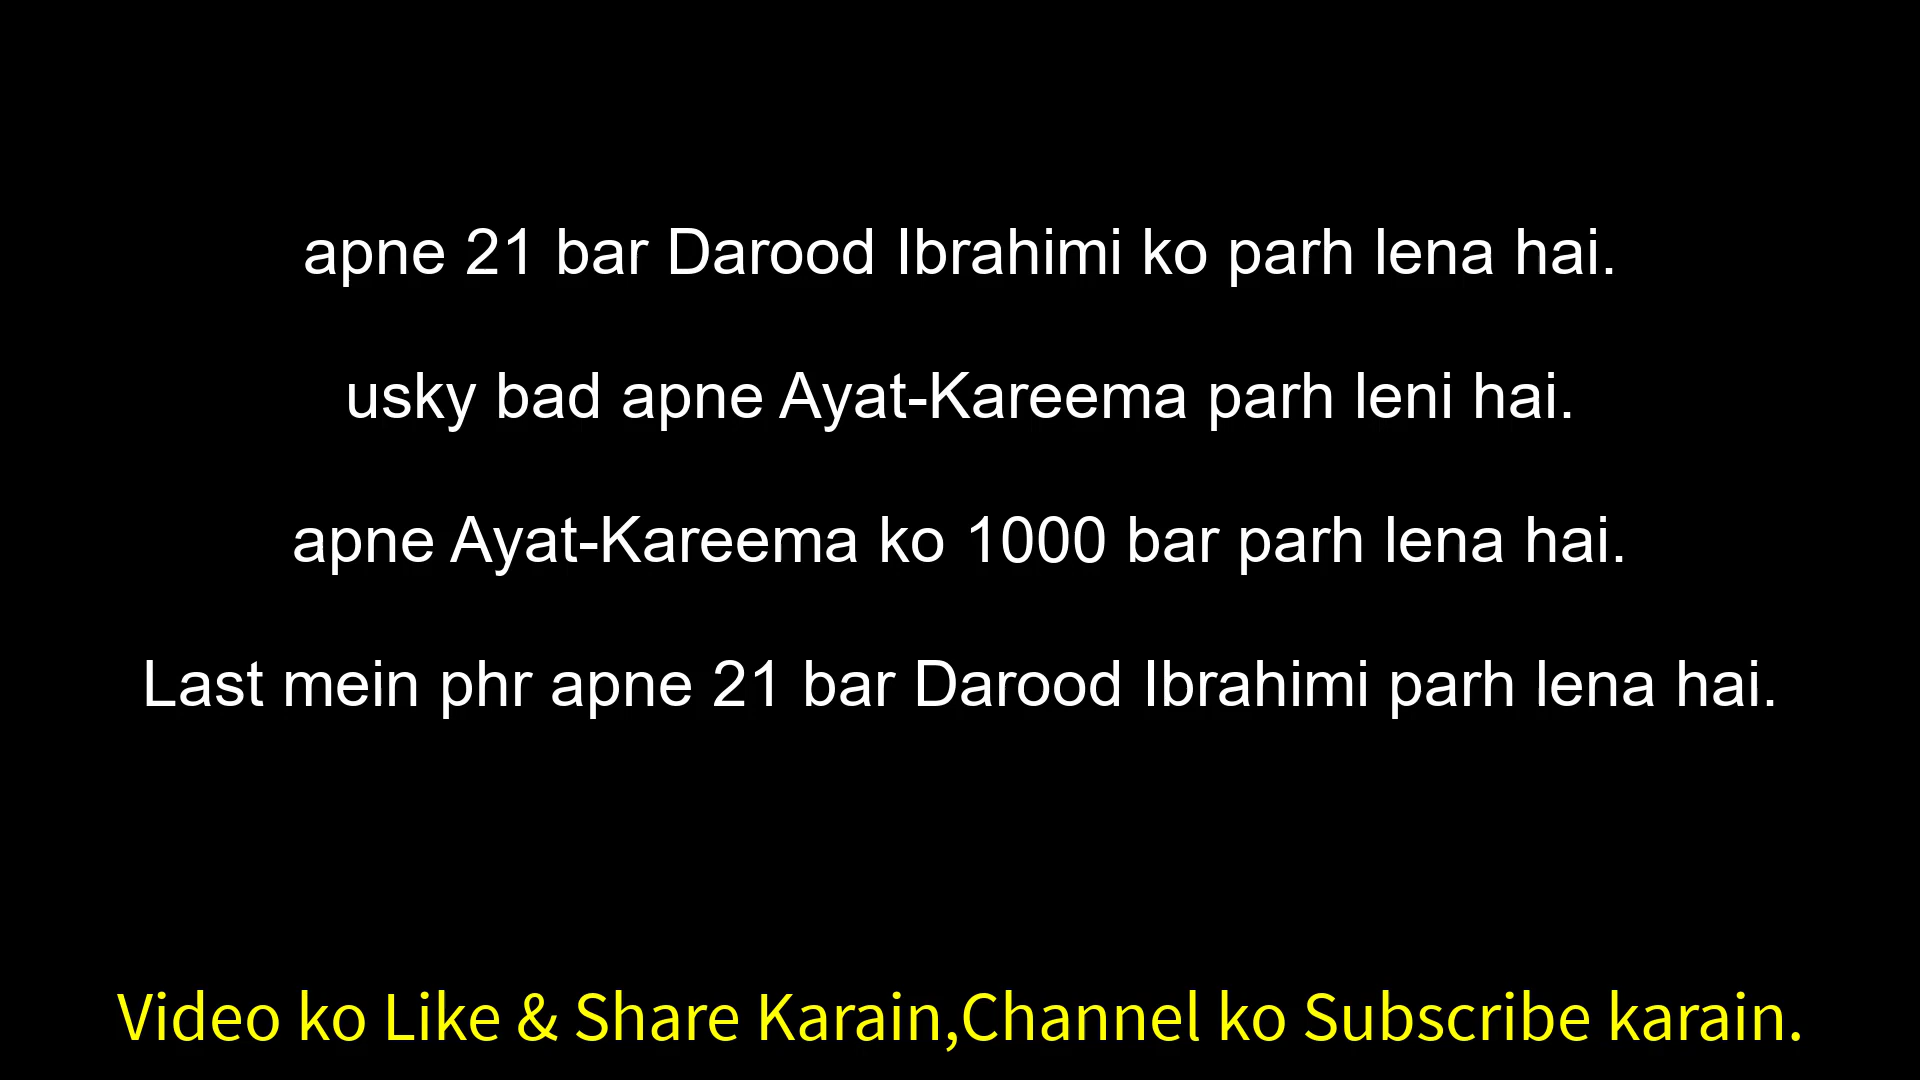 apne 21 bar Darood Ibrahimi ko parh lena hai.
usky bad apne Ayat-Kareema parh leni hai.
apne Ayat-Kareema ko 1000 bar parh lena hai.
Last mein phr apne 21 bar Darood Ibrahimi parh lena hai.
Video ko Like & Share Karain,Channel ko Subscribe karain.